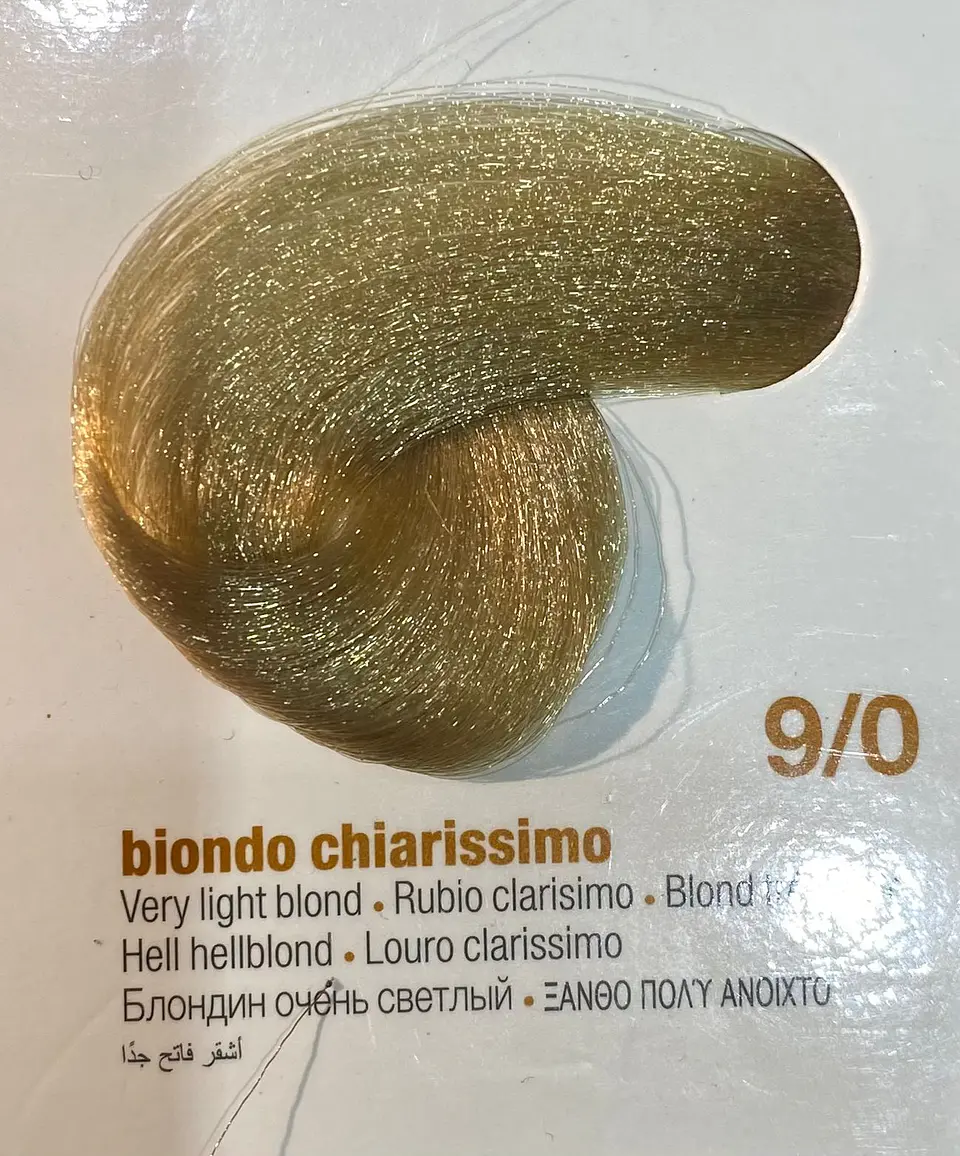 9/0
biondo chiarissimo
Very light blond • Rubio clarisimo • Blond
Hell hellblond • Louro clarissimo
Блондин очень светлый • ΞΑΝΘΟ ΠΟΛΎ ΑΝΟΙΧΤΟ
أشقر فاتح جدًا